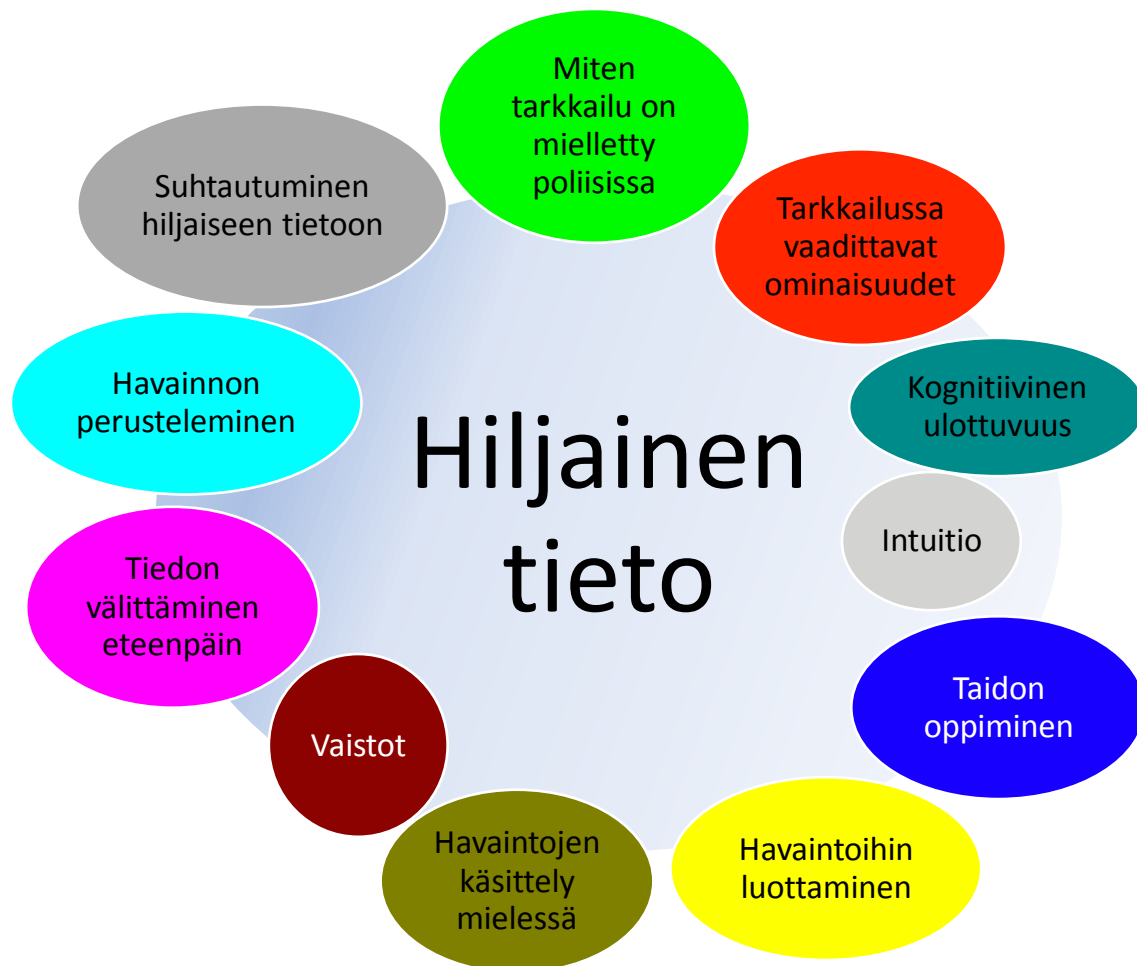 Miten
tarkkailu on
mielletty
poliisissa
Tarkkailussa
vaadittavat
ominaisuudet
Kognitiivinen
ulottuvuus
Intuitio
Taidon
oppiminen
Havaintoihin
luottaminen
Havaintojen
käsittely
mielessä
Vaistot
Tiedon
välittäminen
eteenpäin
Havainnon
perusteleminen
Suhtautuminen
hiljaiseen tietoon
Hiljainen
tieto